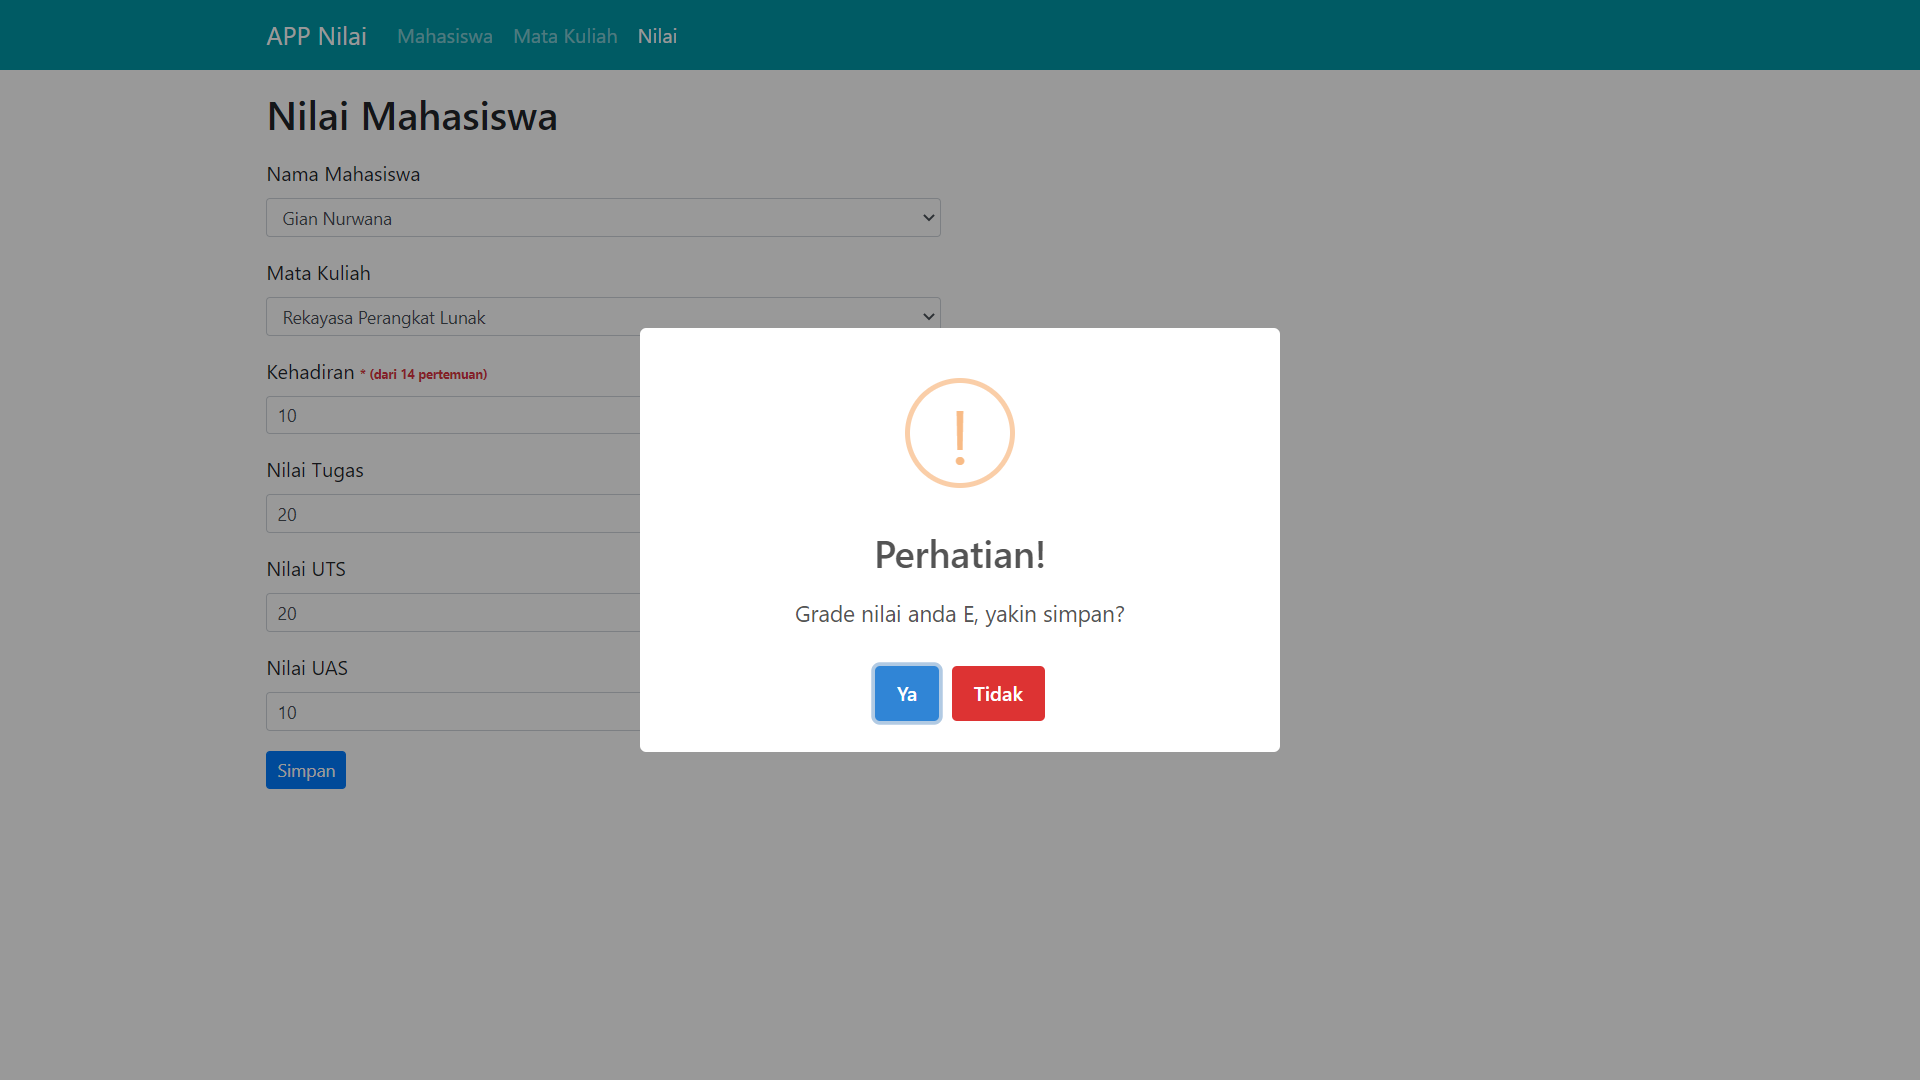 APP Nilai Mahasiswa Mata Kuliah Nilai
Nilai Mahasiswa
Nama Mahasiswa
Gian Nurwana
Mata Kuliah
Rekayasa Perangkat Lunak
Kehadiran * (dari 14 pertemuan)
10
Nilai Tugas
20
Nilai UTS
20
Nilai UAS
10
Simpan
!
Perhatian!
Grade nilai anda E, yakin simpan?
Ya Tidak